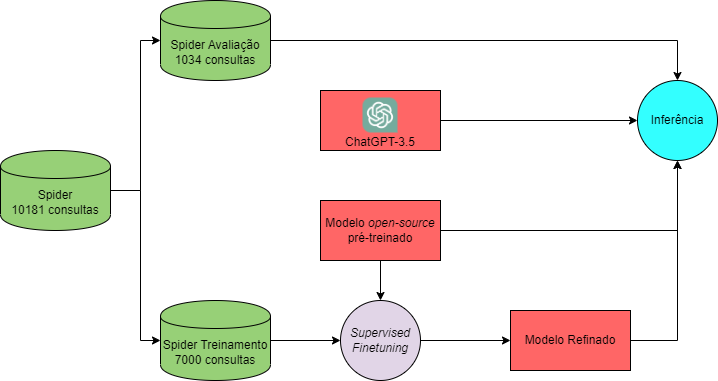 Spider Avaliação
1034 consultas
ChatGPT-3.5
Inferência
Spider
10181 consultas
Modelo open-source
pré-treinado
Spider Treinamento
7000 consultas
Supervised
Finetuning
Modelo Refinado